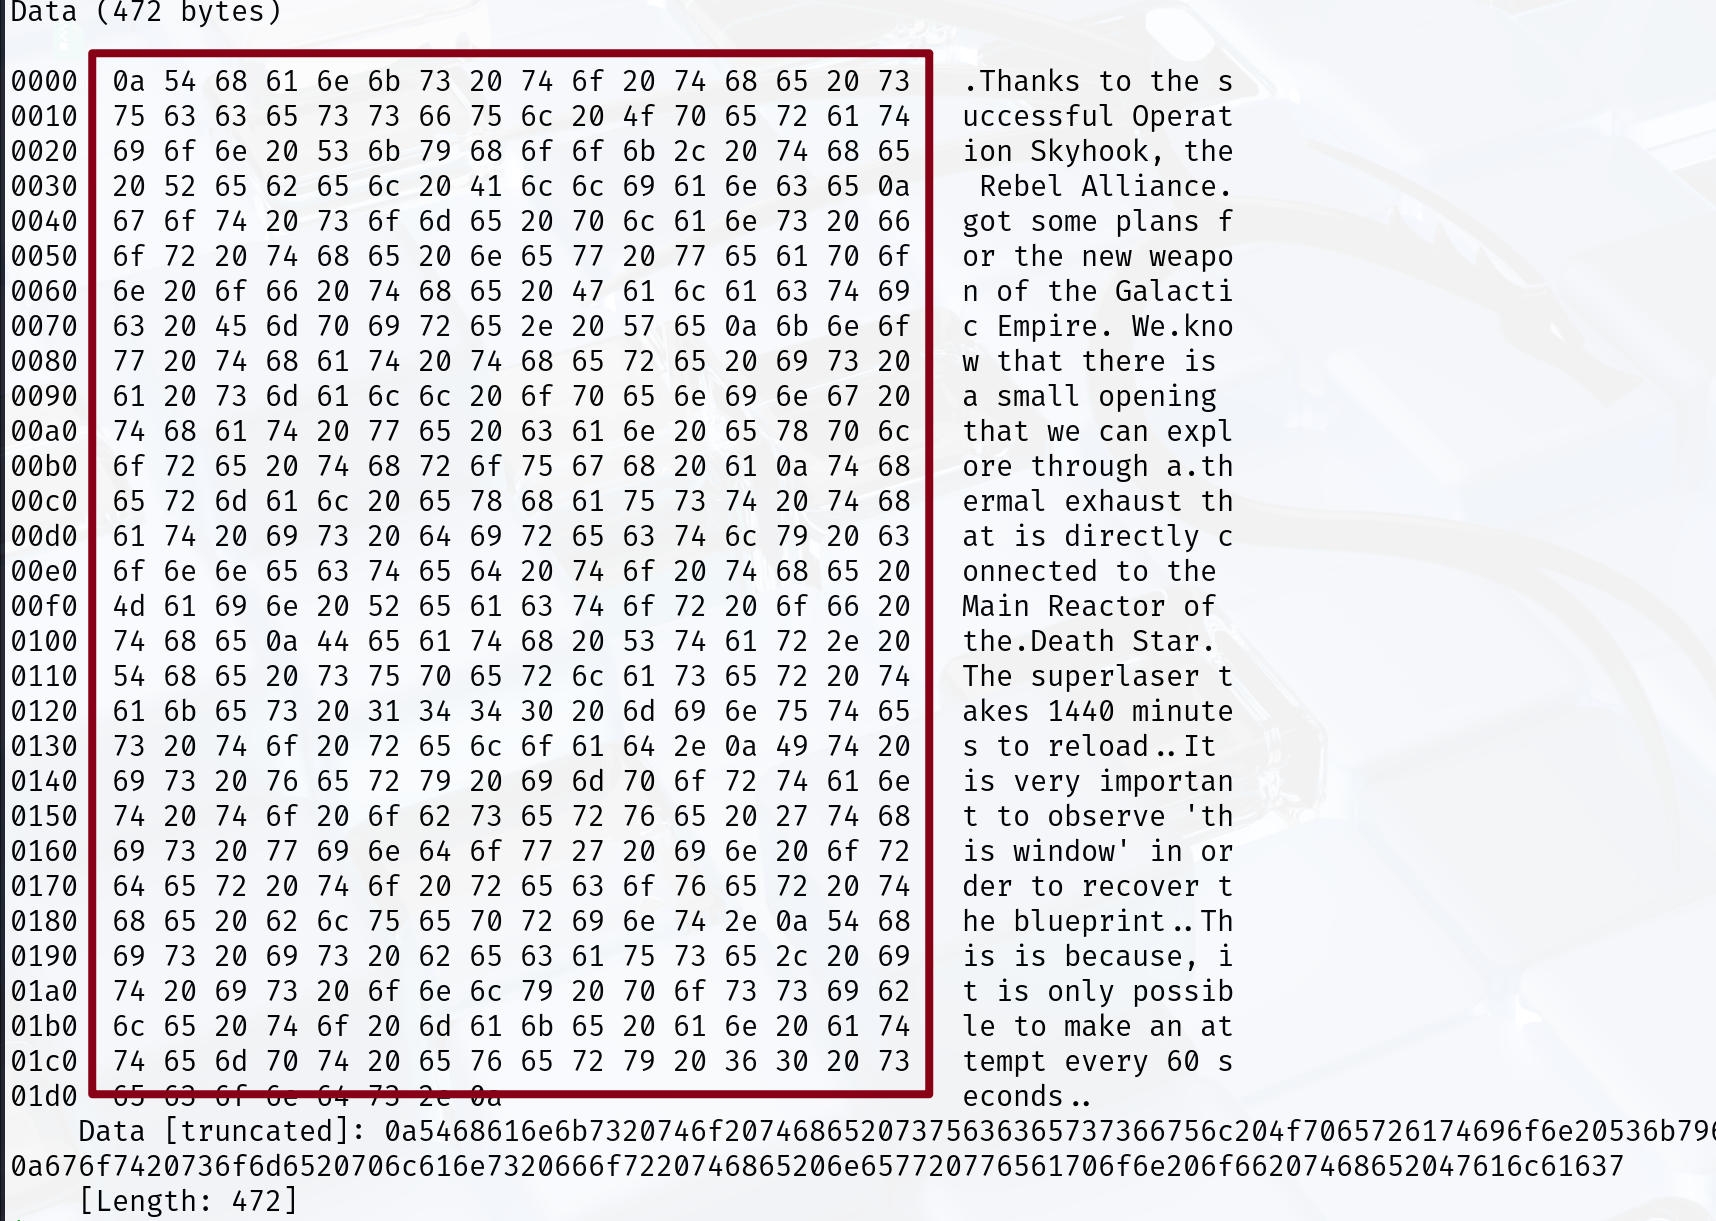 Data (472 bytes)
0000  0a 54 68 61 6e 6b 73 20 74 6f 20 74 68 65 20 73   .Thanks to the s
0010  75 63 63 65 73 73 66 75 6c 20 4f 70 65 72 61 74   uccessful Operat
0020  69 6f 6e 20 53 6b 79 68 6f 6f 6b 2c 20 74 68 65   ion Skyhook, the
0030  20 52 65 62 65 6c 20 41 6c 6c 69 61 6e 63 65 0a    Rebel Alliance.
0040  67 6f 74 20 73 6f 6d 65 20 70 6c 61 6e 73 20 66   got some plans f
0050  6f 72 20 74 68 65 20 6e 65 77 20 77 65 61 70 6f   or the new weapo
0060  6e 20 6f 66 20 74 68 65 20 47 61 6c 61 63 74 69   n of the Galacti
0070  63 20 45 6d 70 69 72 65 2e 20 57 65 0a 6b 6e 6f   c Empire. We.kno
0080  77 20 74 68 61 74 20 74 68 65 72 65 20 69 73 20   w that there is
0090  61 20 73 6d 61 6c 6c 20 6f 70 65 6e 69 6e 67 20   a small opening
00a0  74 68 61 74 20 77 65 20 63 61 6e 20 65 78 70 6c   that we can expl
00b0  6f 72 65 20 74 68 72 6f 75 67 68 20 61 0a 74 68   ore through a.th
00c0  65 72 6d 61 6c 20 65 78 68 61 75 73 74 20 74 68   ermal exhaust th
00d0  61 74 20 69 73 20 64 69 72 65 63 74 6c 79 20 63   at is directly c
00e0  6f 6e 6e 65 63 74 65 64 20 74 6f 20 74 68 65 20   onnected to the
00f0  4d 61 69 6e 20 52 65 61 63 74 6f 72 20 6f 66 20   Main Reactor of
0100  74 68 65 0a 44 65 61 74 68 20 53 74 61 72 2e 20   the.Death Star.
0110  54 68 65 20 73 75 70 65 72 6c 61 73 65 72 20 74   The superlaser t
0120  61 6b 65 73 20 31 34 34 30 20 6d 69 6e 75 74 65   akes 1440 minute
0130  73 20 74 6f 20 72 65 6c 6f 61 64 2e 0a 49 74 20   s to reload..It
0140  69 73 20 76 65 72 79 20 69 6d 70 6f 72 74 61 6e   is very importan
0150  74 20 74 6f 20 6f 62 73 65 72 76 65 20 27 74 68   t to observe 'th
0160  69 73 20 77 69 6e 64 6f 77 27 20 69 6e 20 6f 72   is window' in or
0170  64 65 72 20 74 6f 20 72 65 63 6f 76 65 72 20 74   der to recover t
0180  68 65 20 62 6c 75 65 70 72 69 6e 74 2e 0a 54 68   he blueprint..Th
0190  69 73 20 69 73 20 62 65 63 61 75 73 65 2c 20 69   is is because, i
01a0  74 20 69 73 20 6f 6e 6c 79 20 70 6f 73 73 69 62   t is only possib
01b0  6c 65 20 74 6f 20 6d 61 6b 65 20 61 6e 20 61 74   le to make an at
01c0  74 65 6d 70 74 20 65 76 65 72 79 20 36 30 20 73   tempt every 60 s
01d0  65 63 6f 6e 64 73 2e 0a   econds..
Data [truncated]: 0a5468616e6b7320746f20746865207375636365737366756c204f7065726174696f6e20536b796
0a676f7420736f6d6520706c616e7320666f7220746865206e657720776561706f6e206f66207468652047616c61637
[Length: 472]